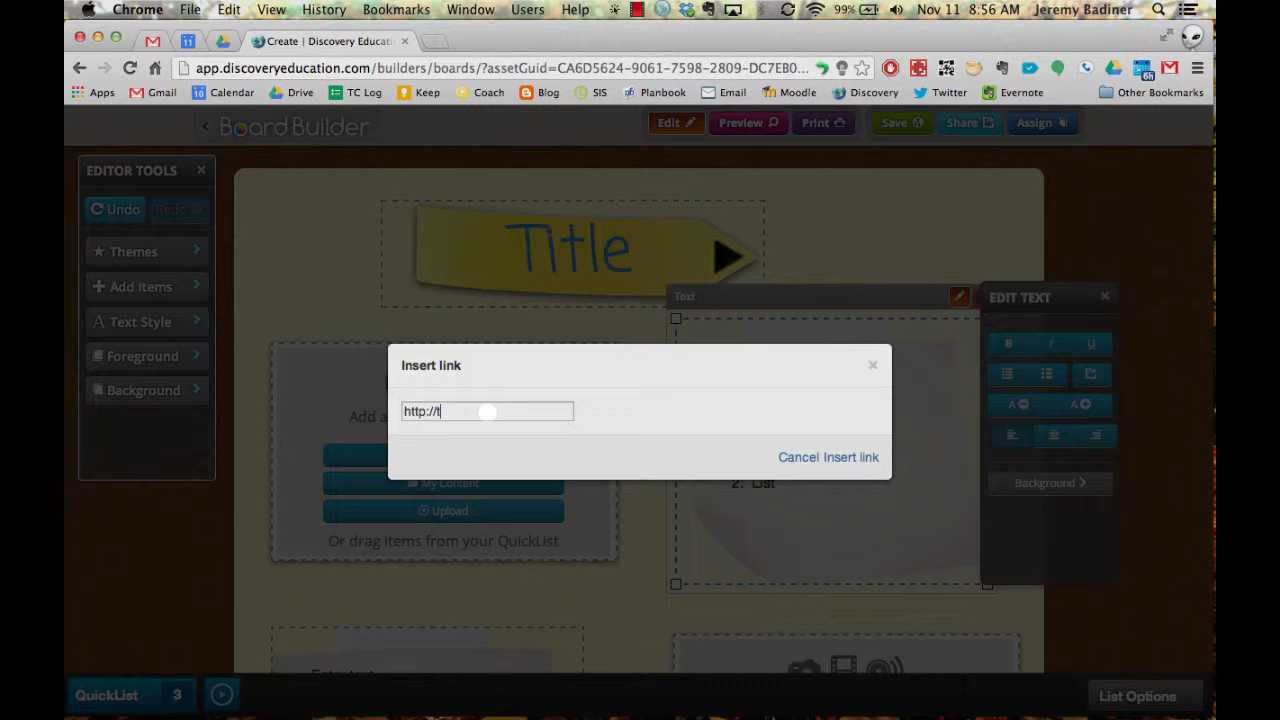 Chrome File Edit View History Bookmarks Window Users Help 99% Nov 11 8:56 AM Jeremy Badiner
11 Create | Discovery Educati ×
app.discoveryeducation.com/builders/boards/?assetGuid=CA6D5624-9061-7598-2809-DC7EB0... 6h
Apps Gmail 10 Calendar Drive TC Log Keep Coach Blog SIS Planbook Email Moodle Discovery Twitter Evernote Other Bookmarks
Board Builder Edit Preview Print Save Share Assign
EDITOR TOOLS ×
Undo Redo
Themes
Add Items
Text Style
Foreground
Background
Title
Text
EDIT TEXT ×
B I U
A A
Background
Insert link ×
http://t
Cancel Insert link
Add a
My Content
Upload
Or drag items from your QuickList
2. List
QuickList 3
List Options